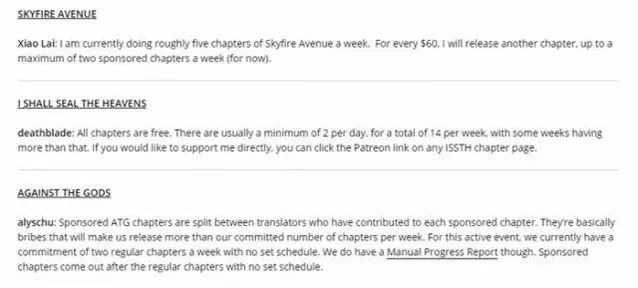 SKYFIRE AVENUE
Xiao Lai: I am currently doing roughly five chapters of Skyfire Avenue a week. For every $60, I will release another chapter, up to a
maximum of two sponsored chapters a week (for now).
I SHALL SEAL THE HEAVENS
deathblade: All chapters are free. There are usually a minimum of 2 per day, for a total of 14 per week, with some weeks having
more than that. If you would like to support me directly, you can click the Patreon link on any ISSTH chapter page.
AGAINST THE GODS
alyschu: Sponsored ATG chapters are split between translators who have contributed to each sponsored chapter. They're basically
bribes that will make us release more than our committed number of chapters per week. For this active event, we currently have a
commitment of two regular chapters a week with no set schedule. We do have a Manual Progress Report though. Sponsored
chapters come out after the regular chapters with no set schedule.